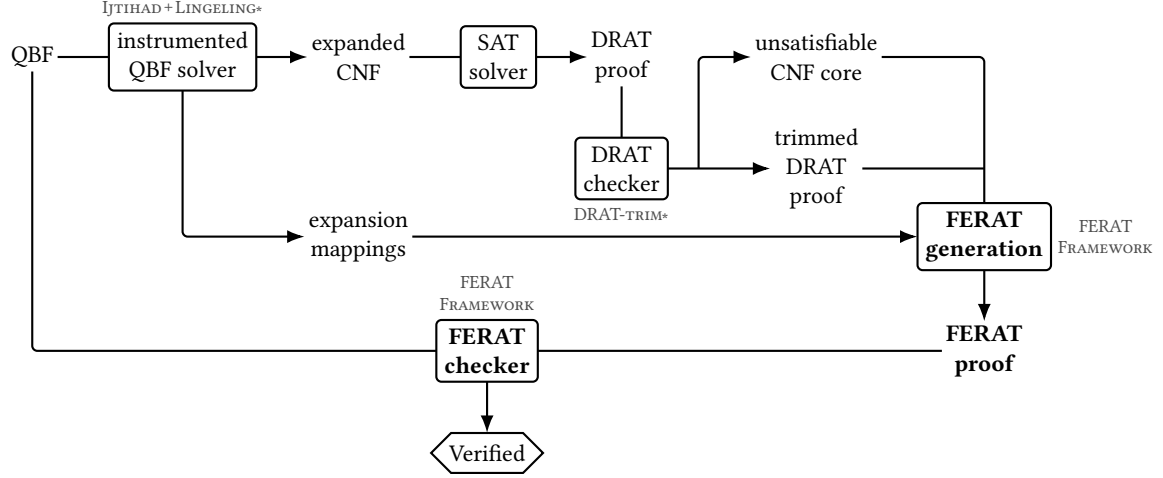 IJTIHAD+LINGELING*
QBF
instrumented
QBF solver
expanded
CNF
SAT
solver
DRAT
proof
unsatisfiable
CNF core
DRAT
checker
DRAT-TRIM*
trimmed
DRAT
proof
expansion
mappings
FERAT
generation
FERAT
FRAMEWORK
FERAT
FRAMEWORK
FERAT
checker
FERAT
proof
Verified